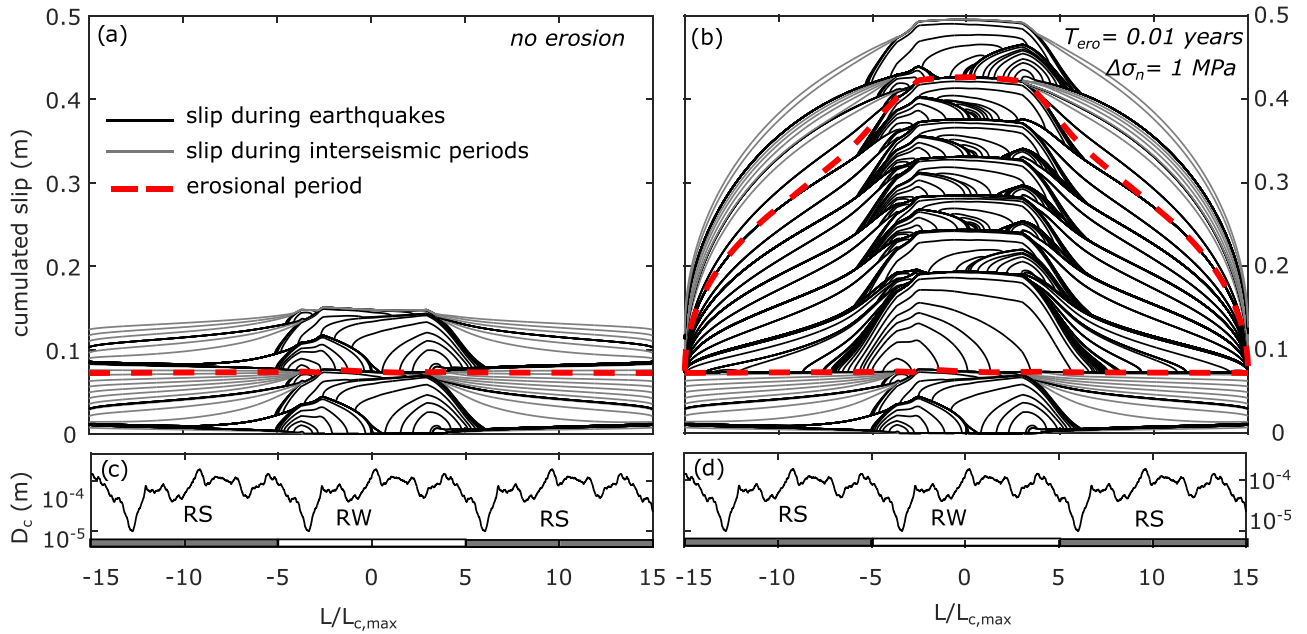 (a)
no erosion
slip during earthquakes
slip during interseismic periods
erosional period
cumulated slip (m)
0.5
0.4
0.3
0.2
0.1
0
(b)
T_ero = 0.01 years
Δσ_n = 1 MPa
0.5
0.4
0.3
0.2
0.1
0
(c)
RS
RW
RS
D_c (m)
10^-4
10^-5
-15
-10
-5
0
5
10
15
L/L_c,max
(d)
RS
RW
RS
10^-4
10^-5
-15
-10
-5
0
5
10
15
L/L_c,max